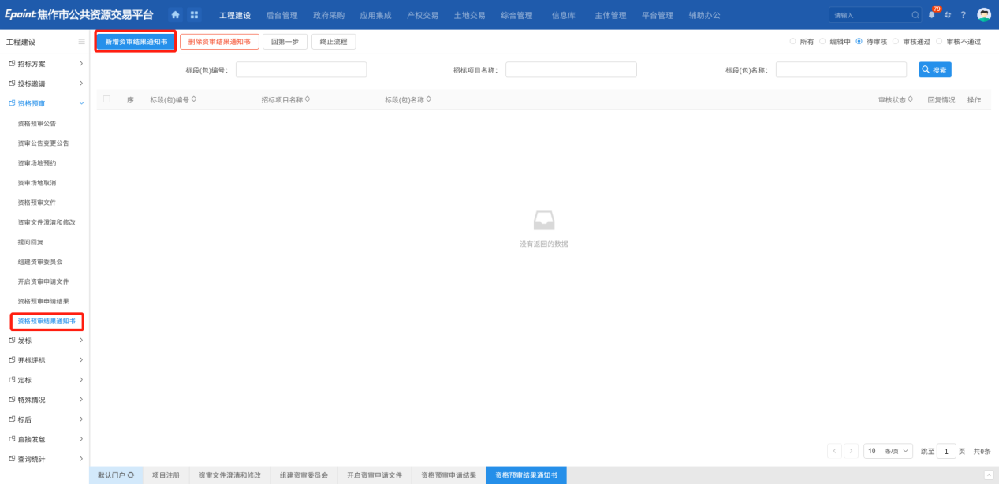 Epoint焦作市公共资源交易平台 工程建设 后台管理 政府采购 应用集成 产权交易 土地交易 综合管理 信息库 主体管理 平台管理 辅助办公 请输入 79 ?
工程建设 新增资审结果通知书 删除资审结果通知书 回第一步 终止流程 所有 编辑中 待审核 审核通过 审核不通过
招标方案
投标邀请
资格预审
资格预审公告
资审公告变更公告
资审场地预约
资审场地取消
资格预审文件
资审文件澄清和修改
提问回复
组建资审委员会
开启资审申请文件
资格预审申请结果
资格预审结果通知书
发标
开标评标
定标
特殊情况
标后
直接发包
查询统计
标段(包)编号： 招标项目名称： 标段(包)名称： 搜索
序 标段(包)编号 招标项目名称 标段(包)名称 审核状态 回复情况 操作
没有返回的数据
10 条/页 跳至 1 页 共0条
默认门户 项目注册 资审文件澄清和修改 组建资审委员会 开启资审申请文件 资格预审申请结果 资格预审结果通知书